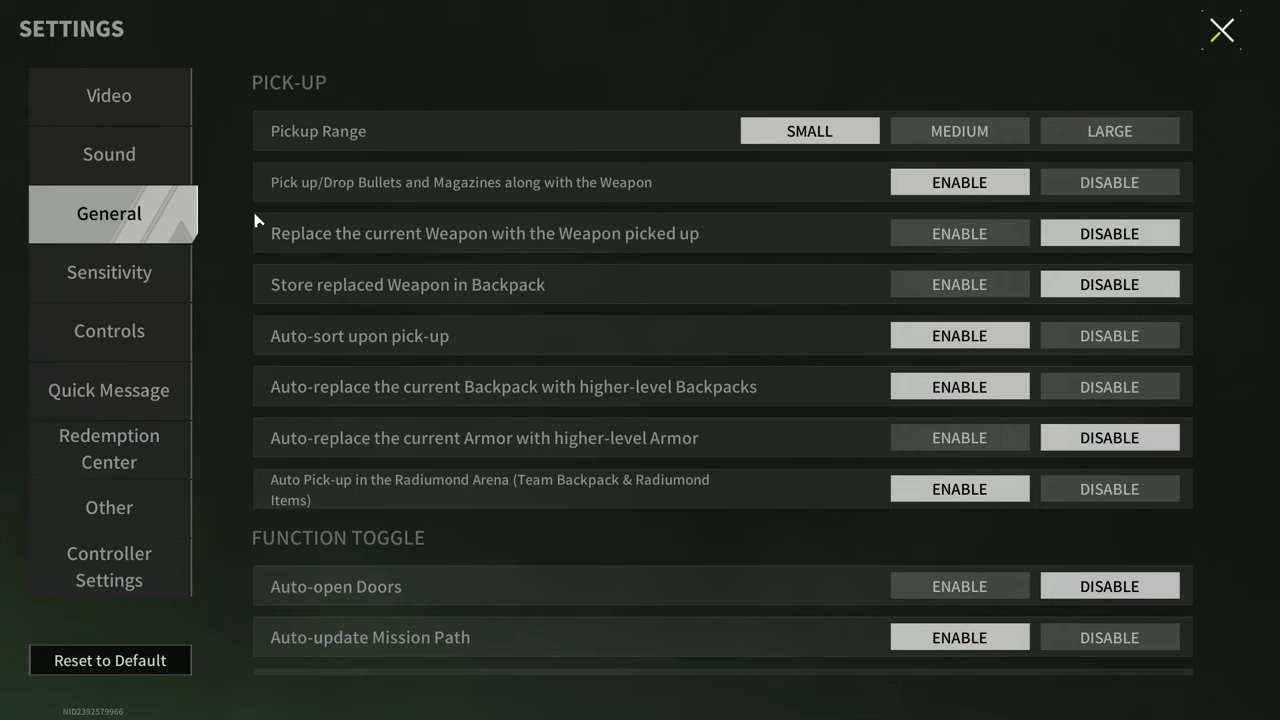 SETTINGS
Video
Sound
General
Sensitivity
Controls
Quick Message
Redemption
Center
Other
Controller
Settings
Reset to Default
NID2392579966
PICK-UP
Pickup Range SMALL MEDIUM LARGE
Pick up/Drop Bullets and Magazines along with the Weapon ENABLE DISABLE
Replace the current Weapon with the Weapon picked up ENABLE DISABLE
Store replaced Weapon in Backpack ENABLE DISABLE
Auto-sort upon pick-up ENABLE DISABLE
Auto-replace the current Backpack with higher-level Backpacks ENABLE DISABLE
Auto-replace the current Armor with higher-level Armor ENABLE DISABLE
Auto Pick-up in the Radiumond Arena (Team Backpack & Radiumond
Items) ENABLE DISABLE
FUNCTION TOGGLE
Auto-open Doors ENABLE DISABLE
Auto-update Mission Path ENABLE DISABLE